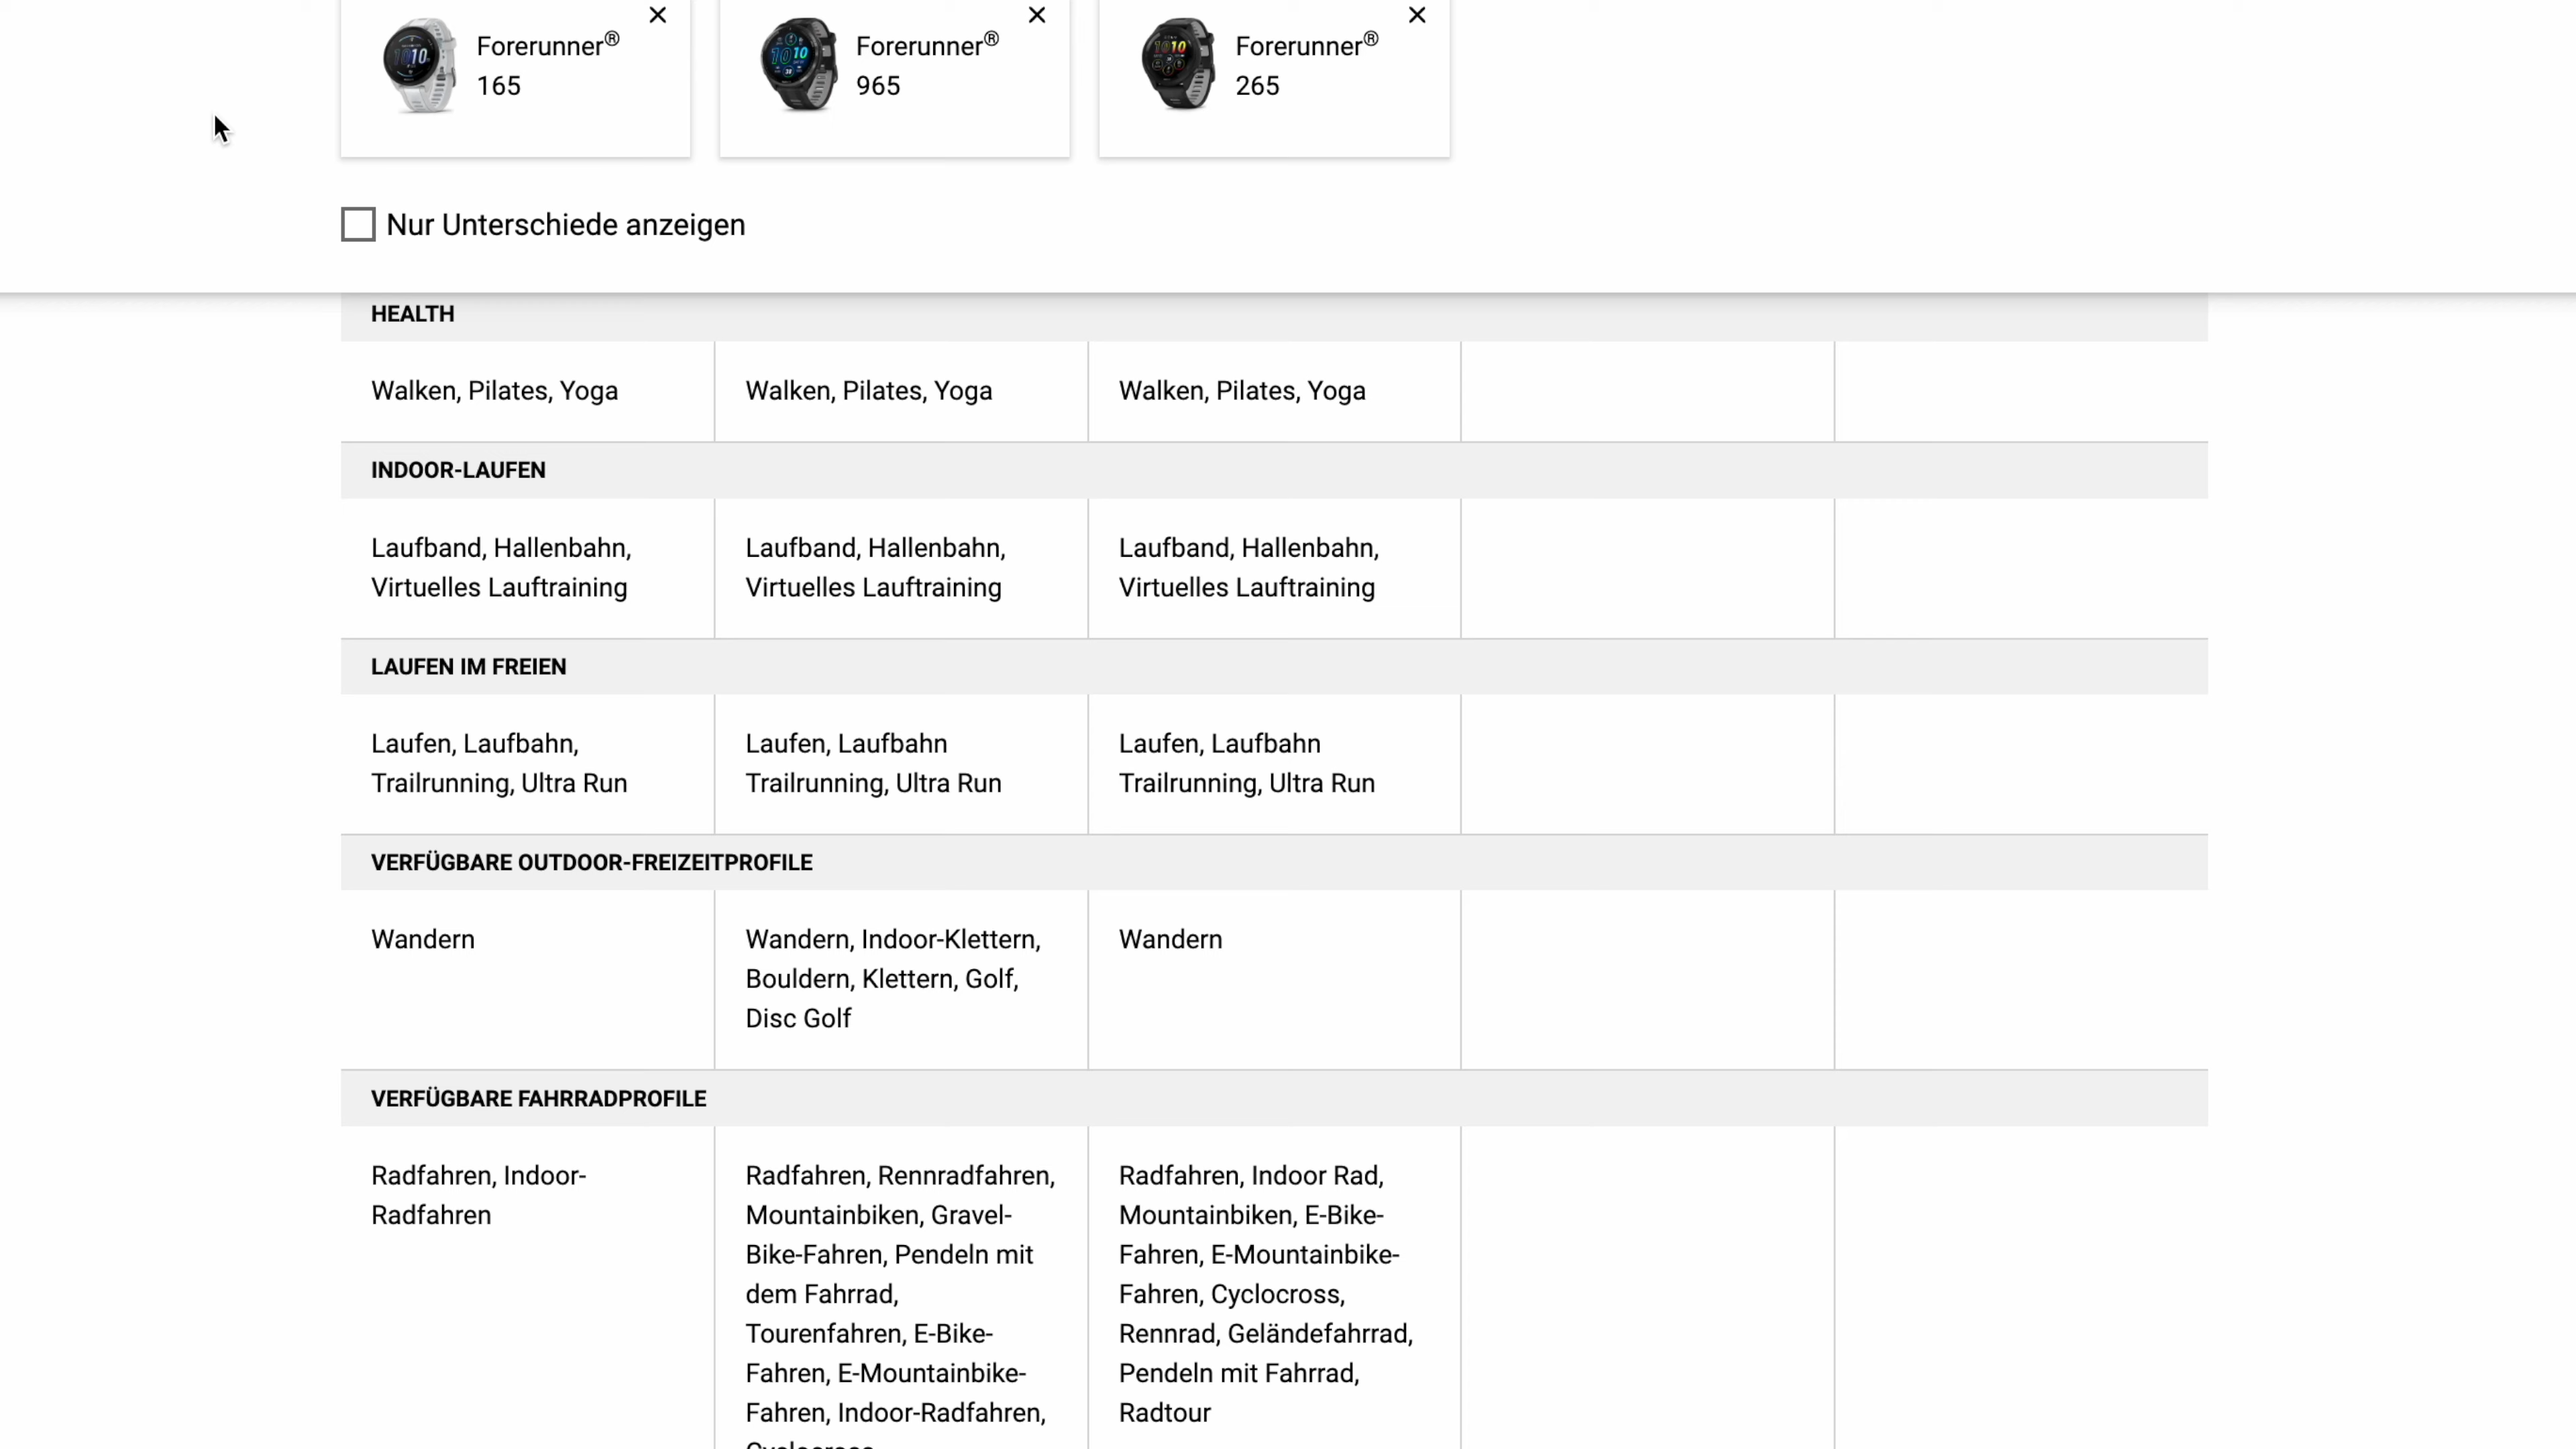 Forerunner®
165
Forerunner®
965
Forerunner®
265
Nur Unterschiede anzeigen
HEALTH
Walken, Pilates, Yoga
Walken, Pilates, Yoga
Walken, Pilates, Yoga
INDOOR-LAUFEN
Laufband, Hallenbahn,
Virtuelles Lauftraining
Laufband, Hallenbahn,
Virtuelles Lauftraining
Laufband, Hallenbahn,
Virtuelles Lauftraining
LAUFEN IM FREIEN
Laufen, Laufbahn,
Trailrunning, Ultra Run
Laufen, Laufbahn
Trailrunning, Ultra Run
Laufen, Laufbahn
Trailrunning, Ultra Run
VERFÜGBARE OUTDOOR-FREIZEITPROFILE
Wandern
Wandern, Indoor-Klettern,
Bouldern, Klettern, Golf,
Disc Golf
Wandern
VERFÜGBARE FAHRRADPROFILE
Radfahren, Indoor-
Radfahren
Radfahren, Rennradfahren,
Mountainbiken, Gravel-
Bike-Fahren, Pendeln mit
dem Fahrrad,
Tourenfahren, E-Bike-
Fahren, E-Mountainbike-
Fahren, Indoor-Radfahren,
Radfahren, Indoor Rad,
Mountainbiken, E-Bike-
Fahren, E-Mountainbike-
Fahren, Cyclocross,
Rennrad, Geländefahrrad,
Pendeln mit Fahrrad,
Radtour